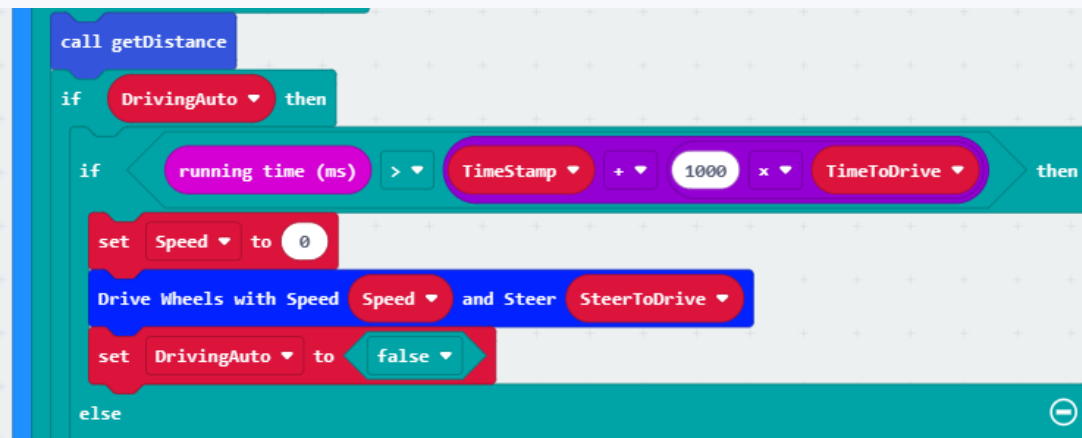 call getDistance
if DrivingAuto then
if running time (ms) > TimeStamp + 1000 x TimeToDrive then
set Speed to 0
Drive Wheels with Speed Speed and Steer SteerToDrive
set DrivingAuto to false
else